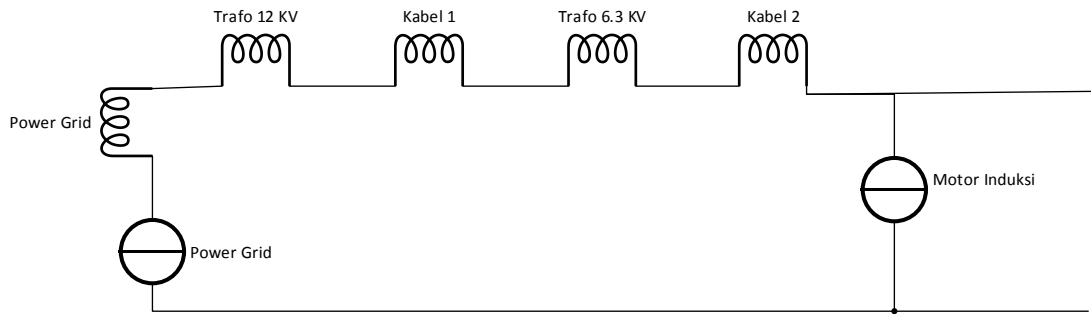 Trafo 12 KV
Kabel 1
Trafo 6.3 KV
Kabel 2
Power Grid
Motor Induksi
Power Grid